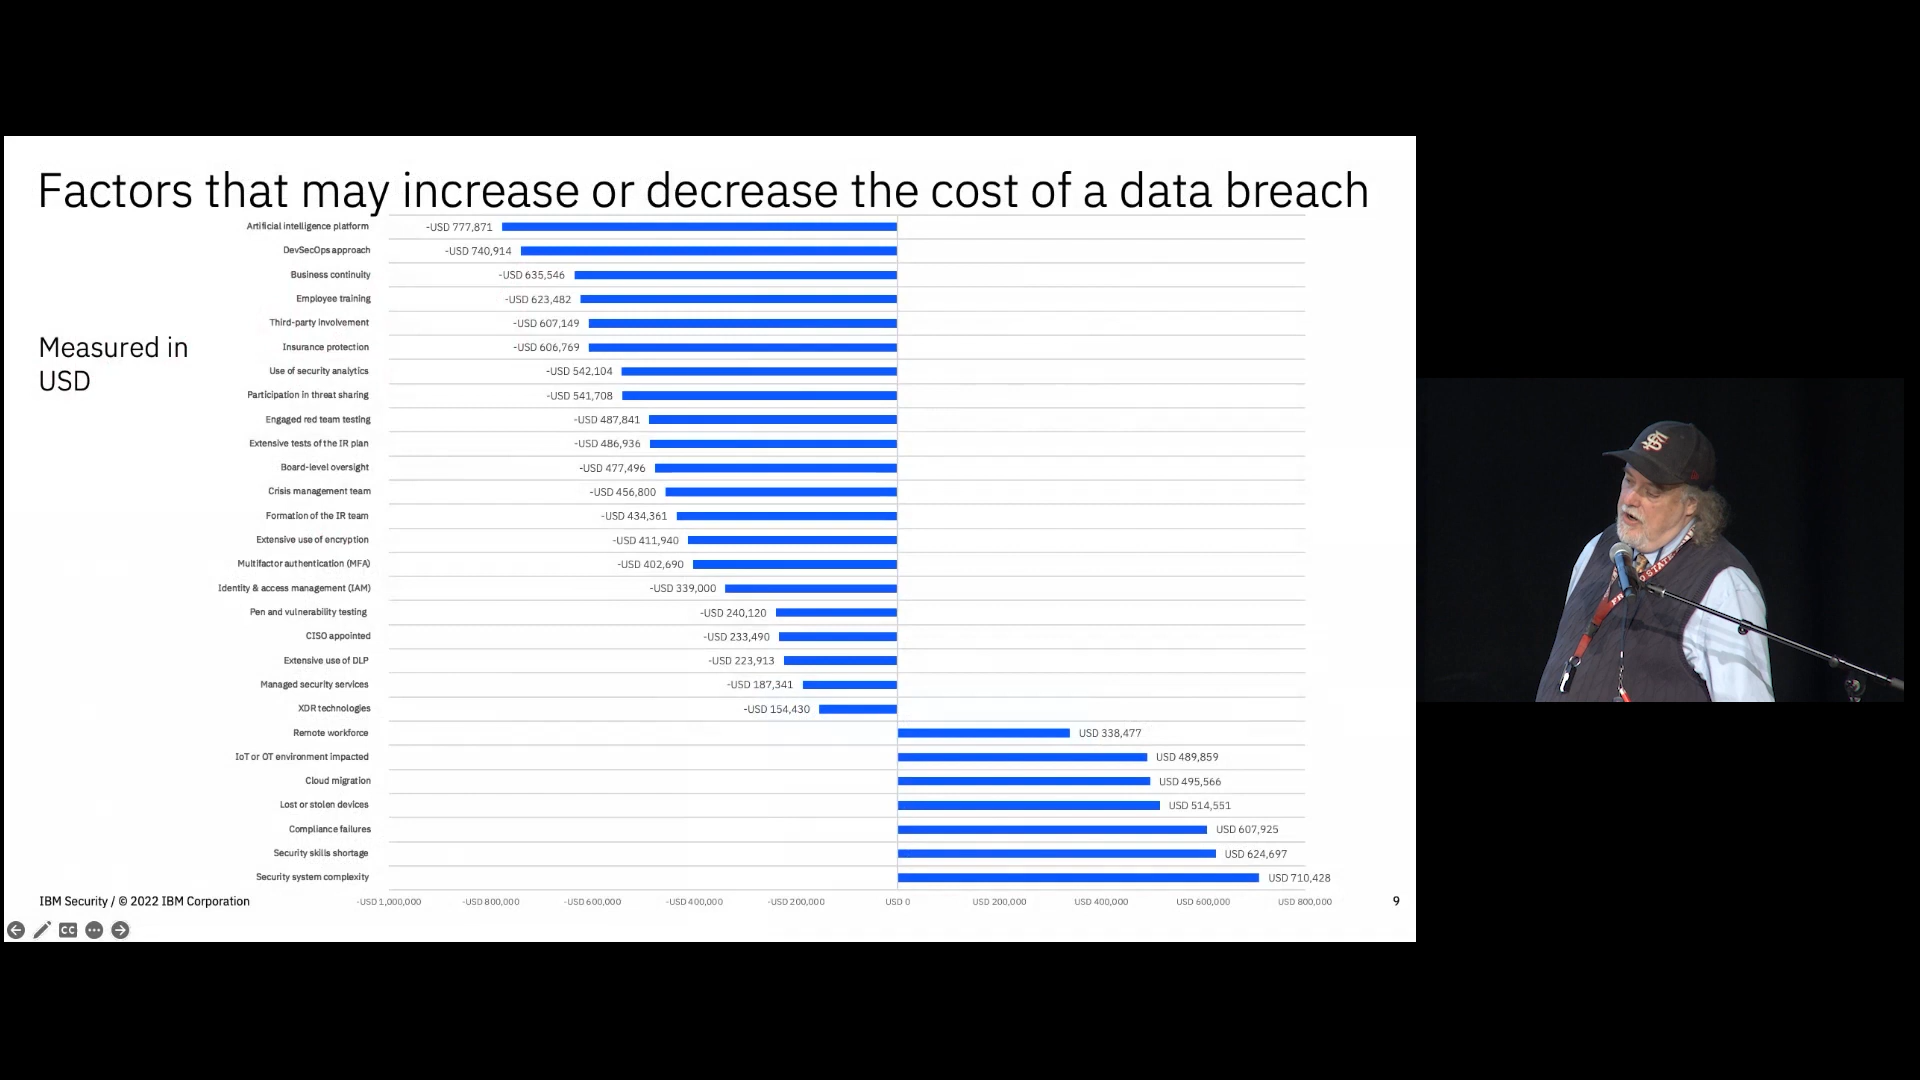 Factors that may increase or decrease the cost of a data breach
Measured in
USD
Artificial intelligence platform -USD 777,871
DevSecOps approach -USD 740,914
Business continuity -USD 635,546
Employee training -USD 623,482
Third-party involvement -USD 607,149
Insurance protection -USD 606,769
Use of security analytics -USD 542,104
Participation in threat sharing -USD 541,708
Engaged red team testing -USD 487,841
Extensive tests of the IR plan -USD 486,936
Board-level oversight -USD 477,496
Crisis management team -USD 456,800
Formation of the IR team -USD 434,361
Extensive use of encryption -USD 411,940
Multifactor authentication (MFA) -USD 402,690
Identity & access management (IAM) -USD 339,000
Pen and vulnerability testing -USD 240,120
CISO appointed -USD 233,490
Extensive use of DLP -USD 223,913
Managed security services -USD 187,341
XDR technologies -USD 154,430
Remote workforce USD 338,477
IoT or OT environment impacted USD 489,859
Cloud migration USD 495,566
Lost or stolen devices USD 514,551
Compliance failures USD 607,925
Security skills shortage USD 624,697
Security system complexity USD 710,428
-USD 1,000,000 -USD 800,000 -USD 600,000 -USD 400,000 -USD 200,000 USD 0 USD 200,000 USD 400,000 USD 600,000 USD 800,000
IBM Security / © 2022 IBM Corporation
9
CC